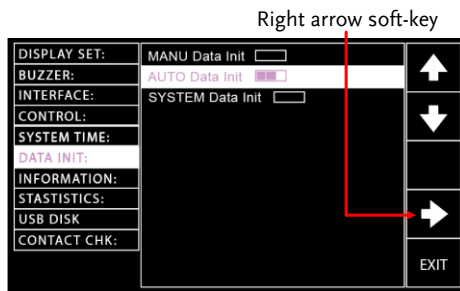 Right arrow soft-key
DISPLAY SET:
BUZZER:
INTERFACE:
CONTROL:
SYSTEM TIME:
DATA INIT:
INFORMATION:
STASTISTICS:
USB DISK
CONTACT CHK:
MANU Data Init
AUTO Data Init
SYSTEM Data Init
EXIT